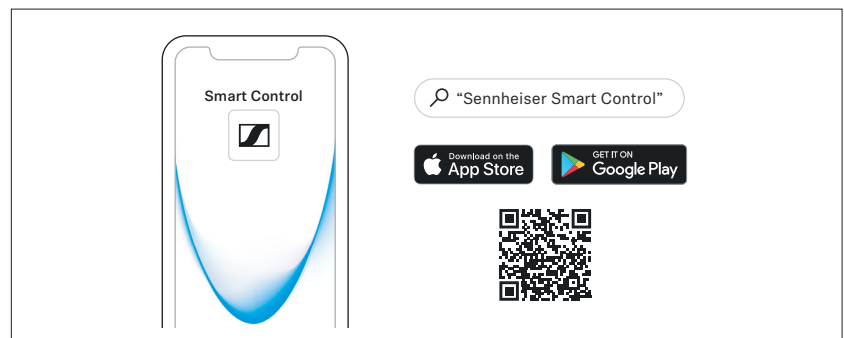 Smart Control
“Sennheiser Smart Control”
Download on the
App Store
GET IT ON
Google Play